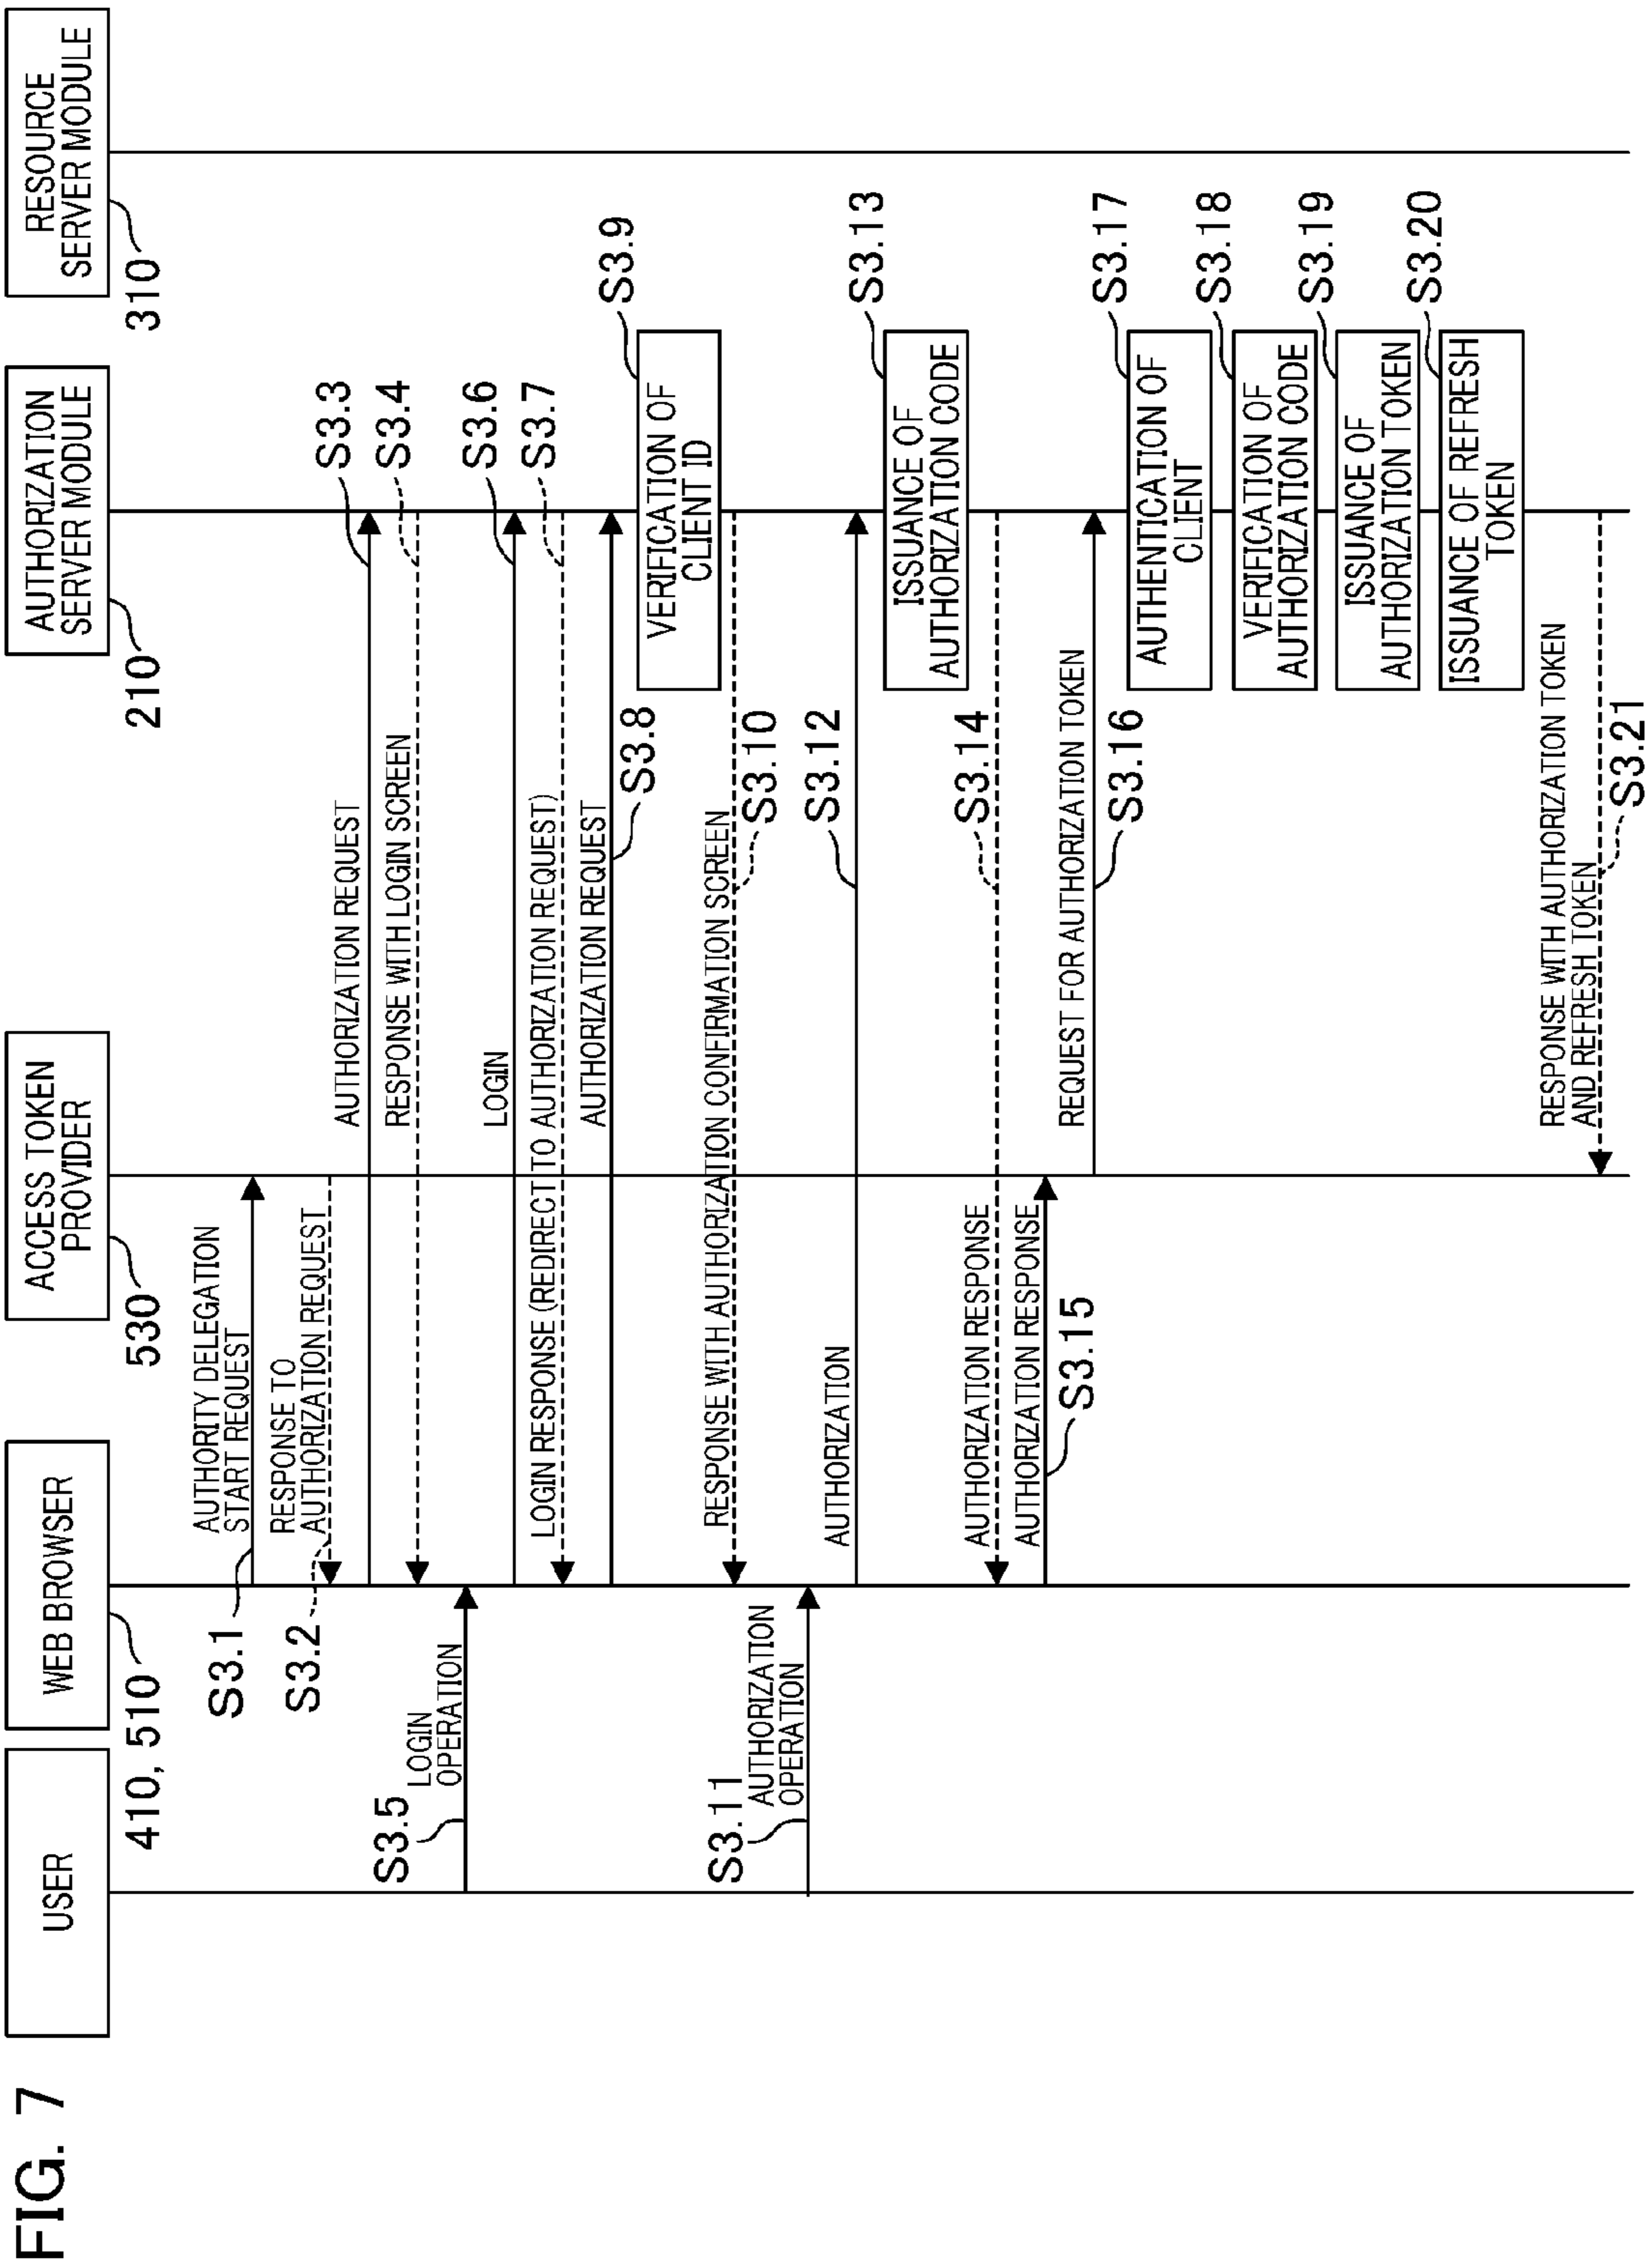 FIG. 7
USER
WEB BROWSER
410, 510
ACCESS TOKEN
PROVIDER
530
AUTHORIZATION
SERVER MODULE
210
RESOURCE
SERVER MODULE
310
AUTHORITY DELEGATION
START REQUEST
S3.1
RESPONSE TO
AUTHORIZATION REQUEST
S3.2
AUTHORIZATION REQUEST
S3.3
RESPONSE WITH LOGIN SCREEN
S3.4
S3.5
LOGIN
OPERATION
LOGIN
S3.6
LOGIN RESPONSE (REDIRECT TO AUTHORIZATION REQUEST)
S3.7
AUTHORIZATION REQUEST
S3.8
VERIFICATION OF
CLIENT ID
S3.9
RESPONSE WITH AUTHORIZATION CONFIRMATION SCREEN
S3.10
S3.11
AUTHORIZATION
OPERATION
AUTHORIZATION
S3.12
ISSUANCE OF
AUTHORIZATION CODE
S3.13
AUTHORIZATION RESPONSE
S3.14
AUTHORIZATION RESPONSE
S3.15
REQUEST FOR AUTHORIZATION TOKEN
S3.16
AUTHENTICATION OF
CLIENT
S3.17
VERIFICATION OF
AUTHORIZATION CODE
S3.18
ISSUANCE OF
AUTHORIZATION TOKEN
S3.19
ISSUANCE OF REFRESH
TOKEN
S3.20
RESPONSE WITH AUTHORIZATION TOKEN
AND REFRESH TOKEN
S3.21